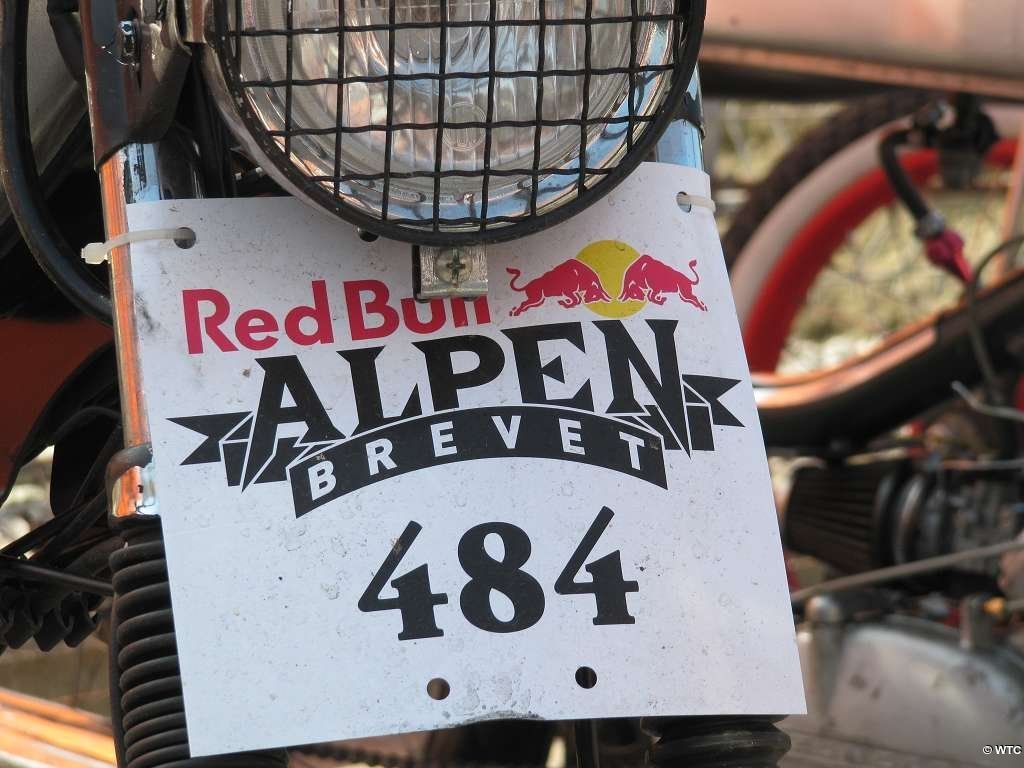 Red Bull
ALPEN
BREVET
484
© WTC